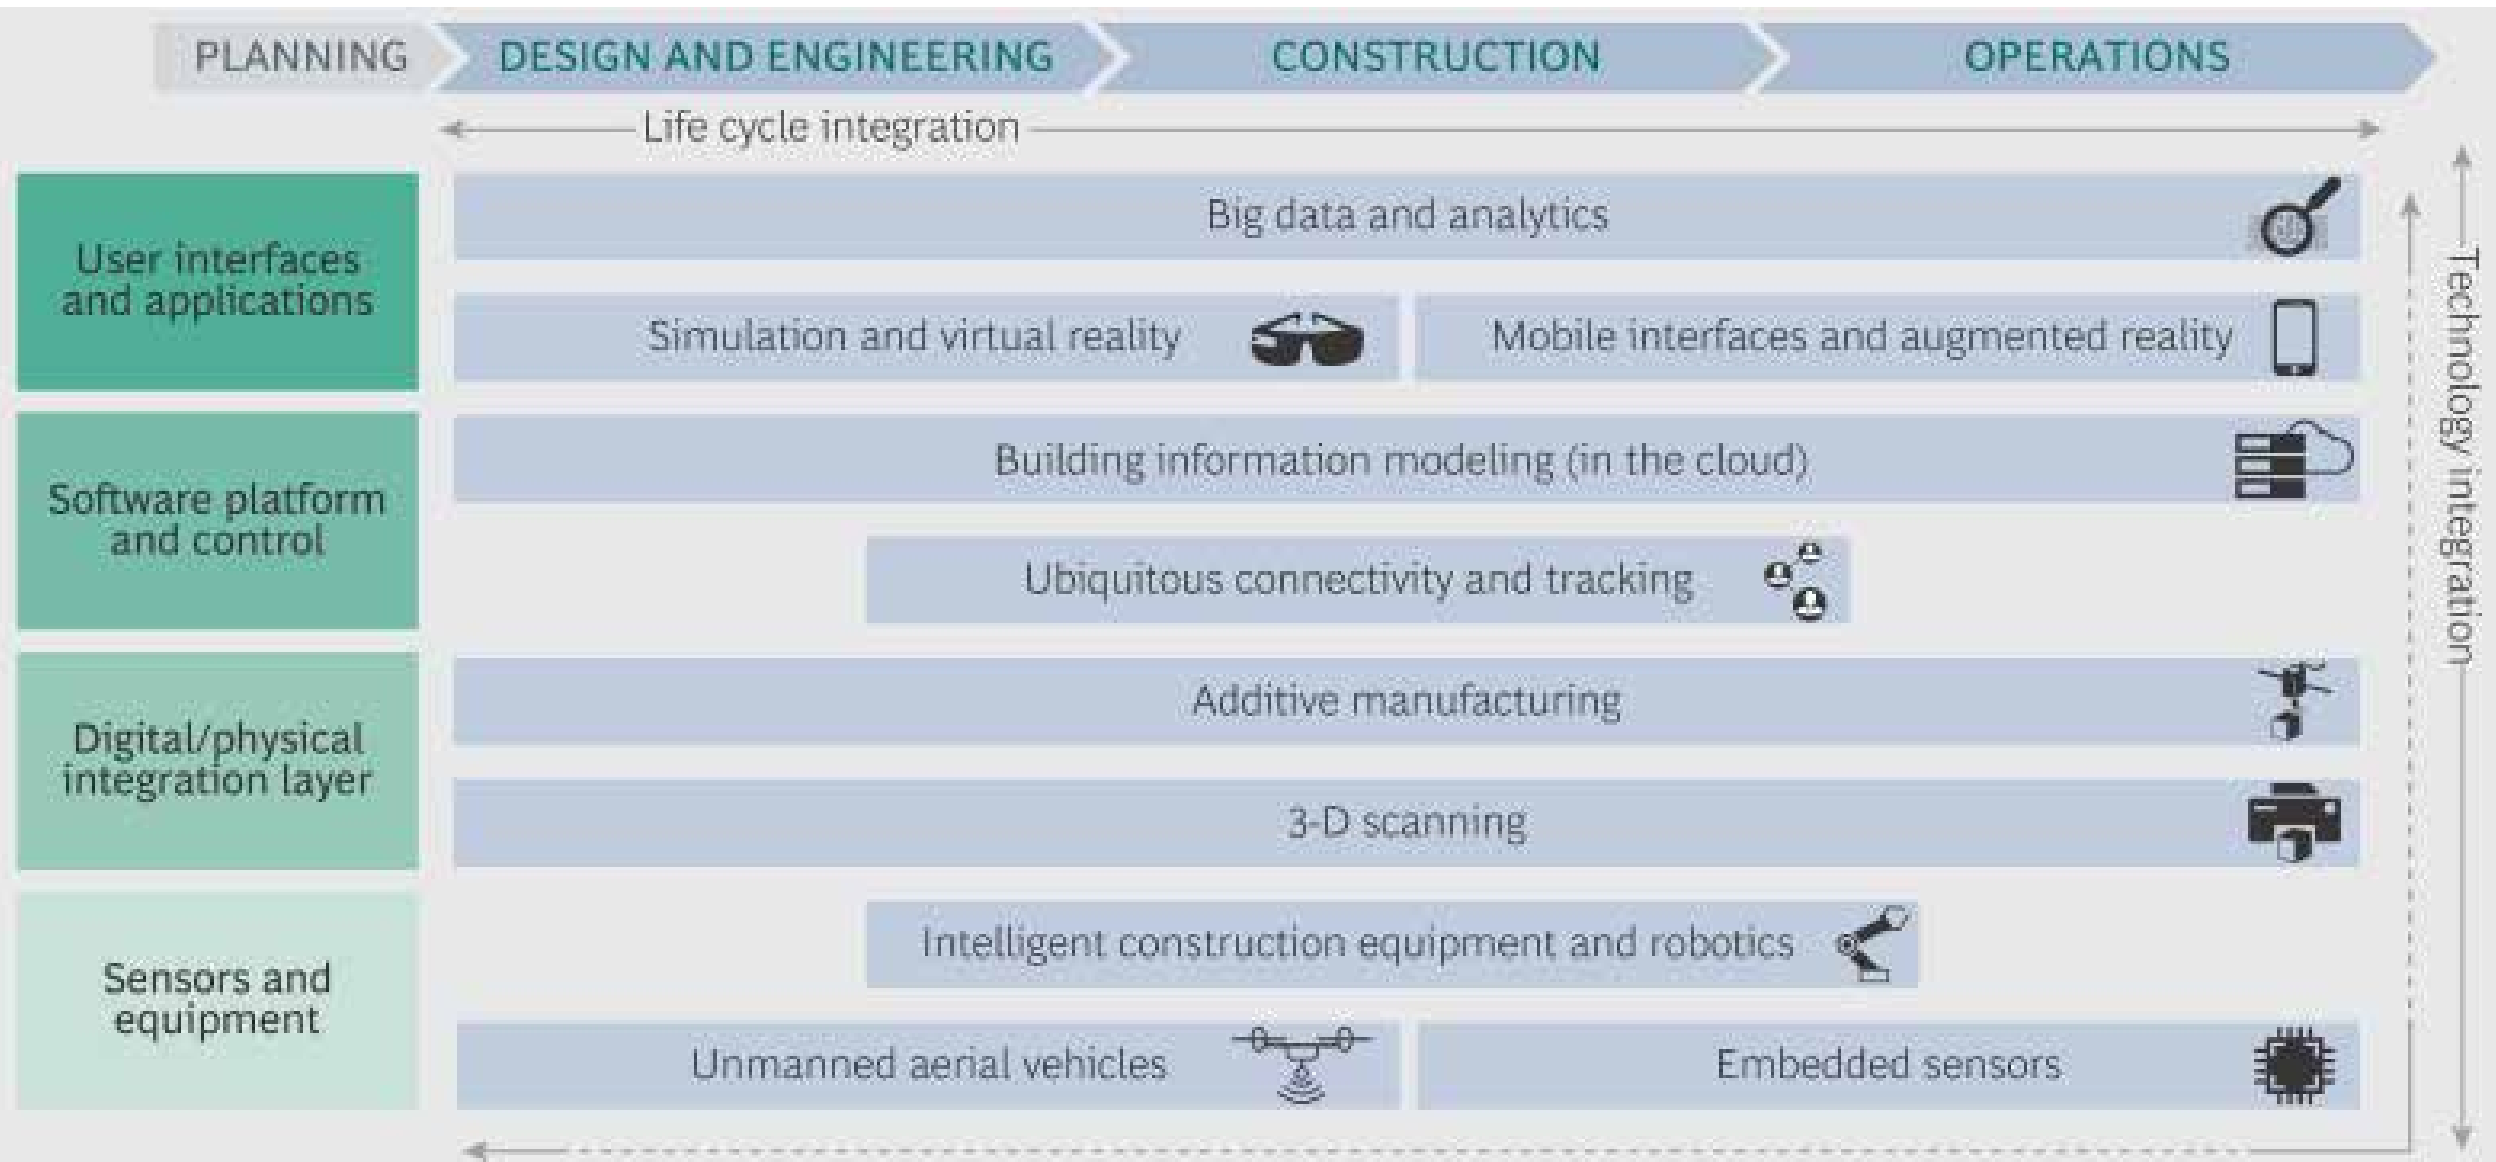 PLANNING
DESIGN AND ENGINEERING
CONSTRUCTION
OPERATIONS
Life cycle integration
Technology integration
User interfaces
and applications
Big data and analytics
Simulation and virtual reality
Mobile interfaces and augmented reality
Software platform
and control
Building information modeling (in the cloud)
Ubiquitous connectivity and tracking
Digital/physical
integration layer
Additive manufacturing
3-D scanning
Sensors and
equipment
Intelligent construction equipment and robotics
Unmanned aerial vehicles
Embedded sensors